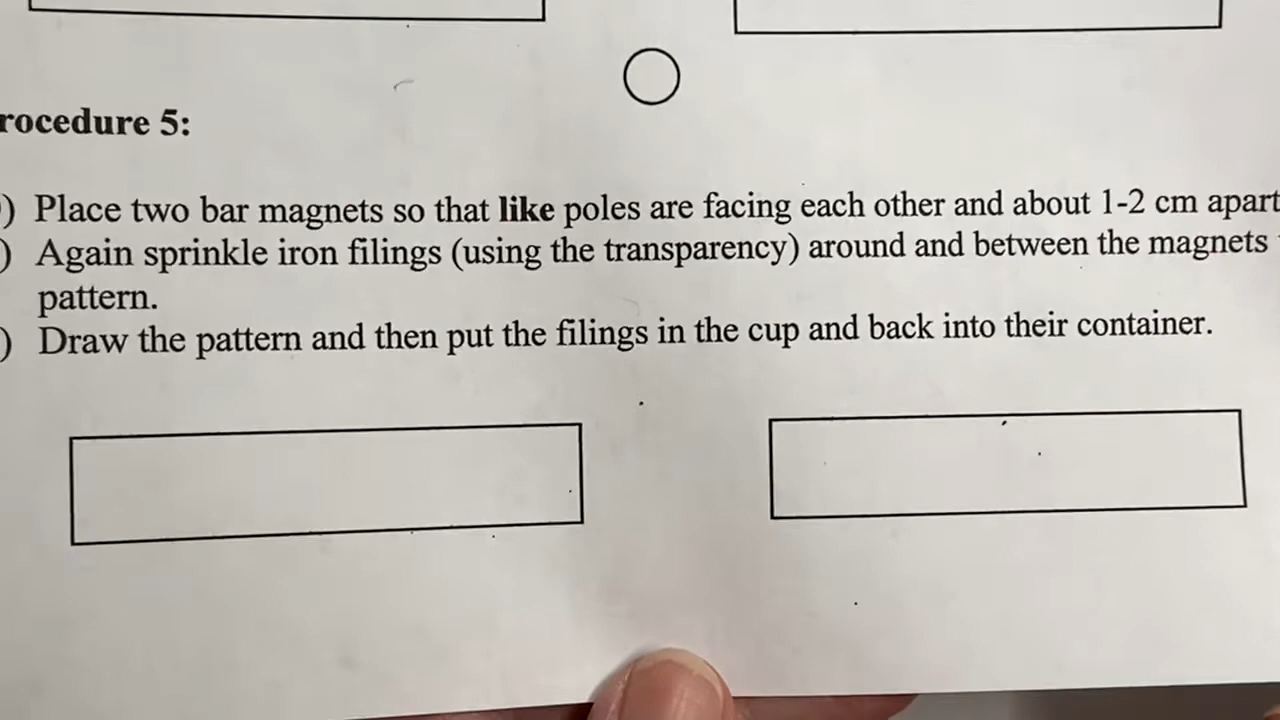 rocedure 5:
) Place two bar magnets so that like poles are facing each other and about 1-2 cm apart
) Again sprinkle iron filings (using the transparency) around and between the magnets
pattern.
) Draw the pattern and then put the filings in the cup and back into their container.